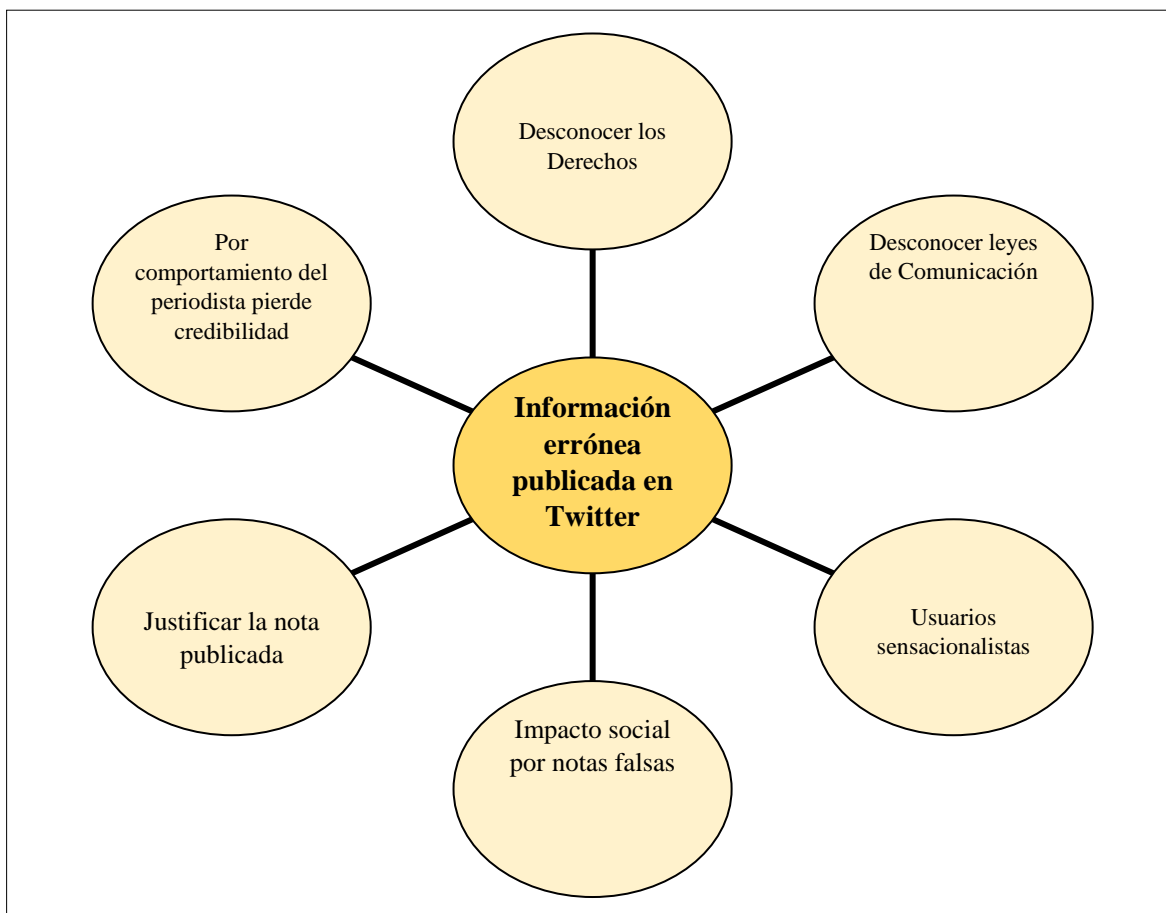 Desconocer los
Derechos
Por
comportamiento del
periodista pierde
credibilidad
Desconocer leyes
de Comunicación
Información
errónea
publicada en
Twitter
Justificar la nota
publicada
Usuarios
sensacionalistas
Impacto social
por notas falsas